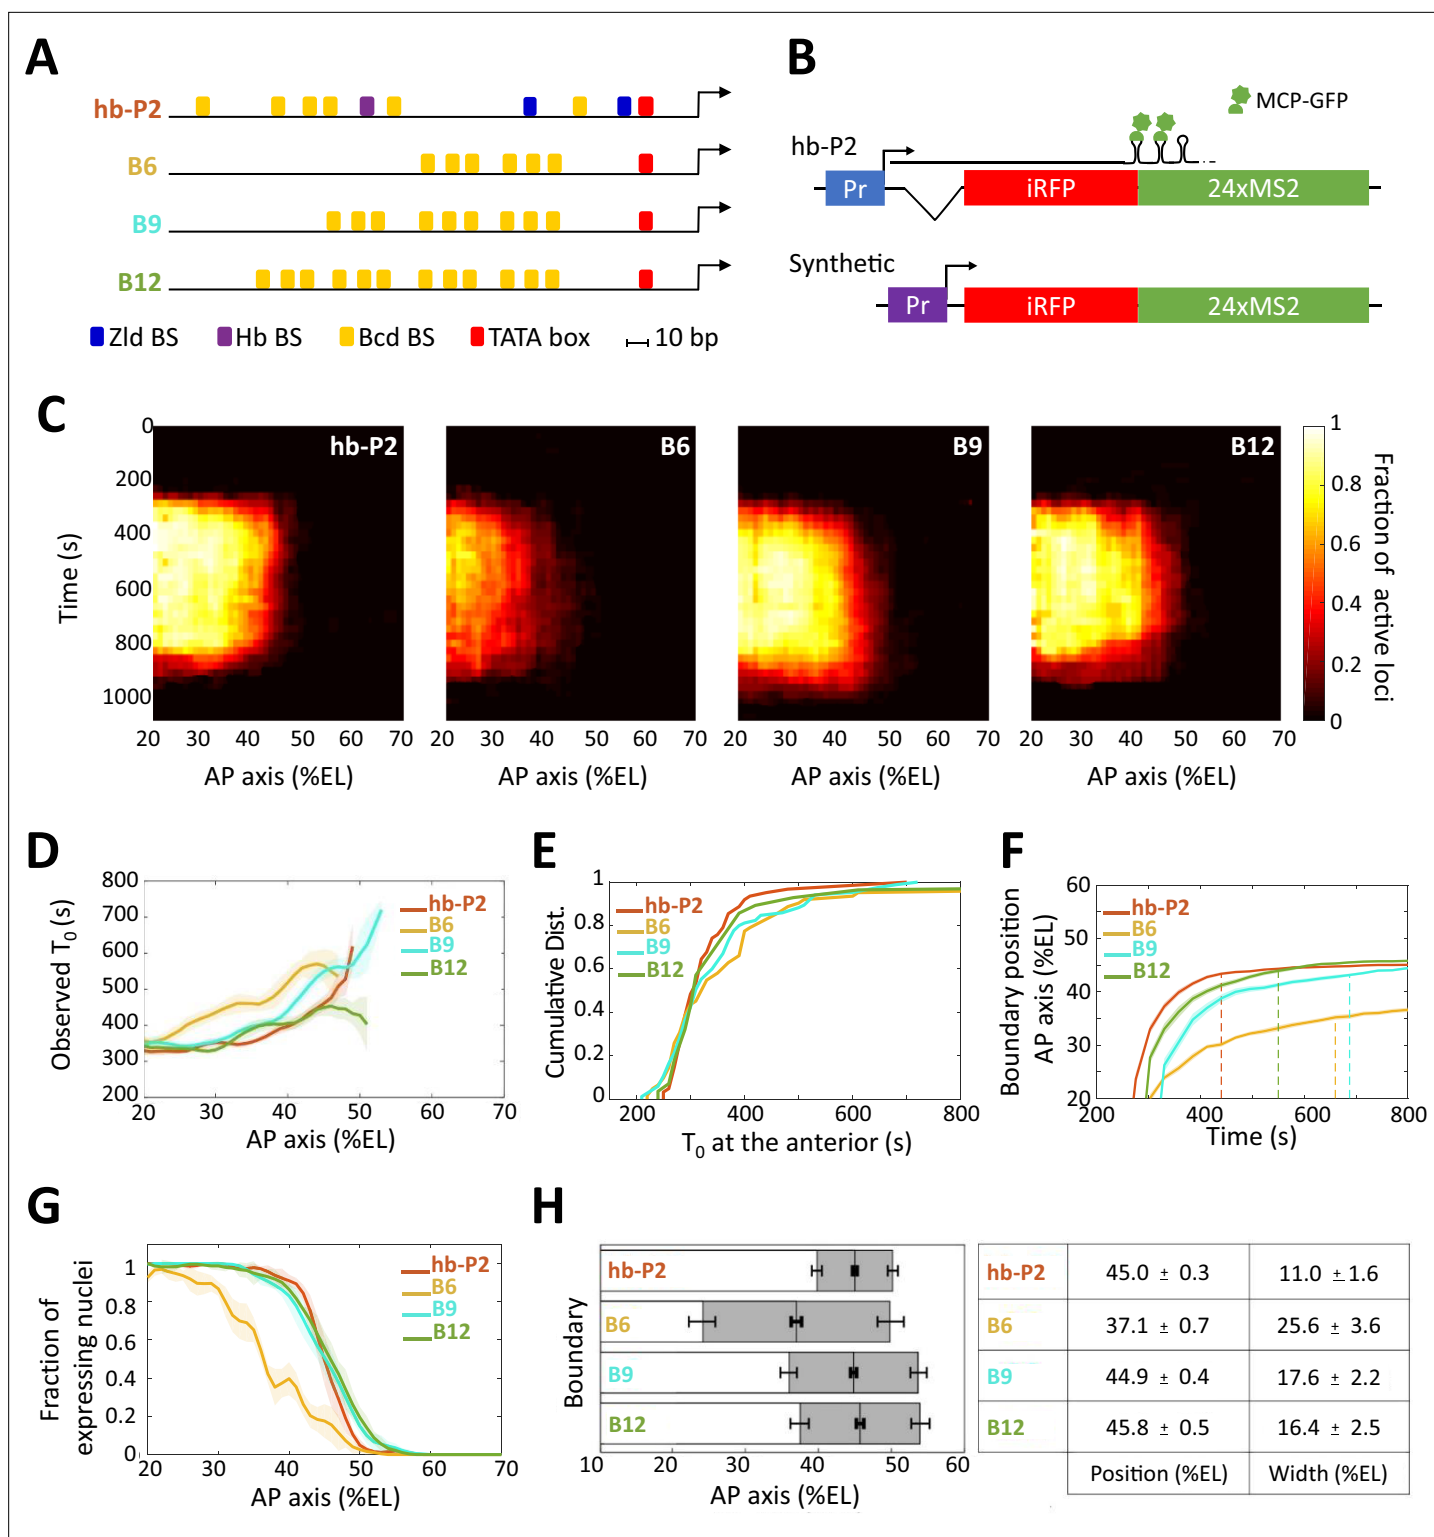 A
hb-P2
B6
B9
B12
Zld BS
Hb BS
Bcd BS
TATA box
10 bp
B
MCP-GFP
hb-P2
Pr
iRFP
24xMS2
Synthetic
Pr
iRFP
24xMS2
C
Time (s)
0
200
400
600
800
1000
hb-P2
B6
B9
B12
20 30 40 50 60 70
20 30 40 50 60 70
20 30 40 50 60 70
20 30 40 50 60 70
AP axis (%EL)
AP axis (%EL)
AP axis (%EL)
AP axis (%EL)
1
0.8
0.6
0.4
0.2
0
Fraction of active loci
D
Observed T0 (s)
800
700
600
500
400
300
200
hb-P2
B6
B9
B12
20 30 40 50 60 70
AP axis (%EL)
E
Cumulative Dist.
1
0.8
0.6
0.4
0.2
0
hb-P2
B6
B9
B12
200 400 600 800
T0 at the anterior (s)
F
Boundary position
AP axis (%EL)
60
50
40
30
20
hb-P2
B6
B9
B12
200 400 600 800
Time (s)
G
Fraction of
expressing nuclei
1
0.8
0.6
0.4
0.2
0
hb-P2
B6
B9
B12
20 30 40 50 60 70
AP axis (%EL)
H
Boundary
hb-P2
B6
B9
B12
10 20 30 40 50 60
AP axis (%EL)
hb-P2 45.0 ± 0.3 11.0 ± 1.6
B6 37.1 ± 0.7 25.6 ± 3.6
B9 44.9 ± 0.4 17.6 ± 2.2
B12 45.8 ± 0.5 16.4 ± 2.5
Position (%EL) Width (%EL)